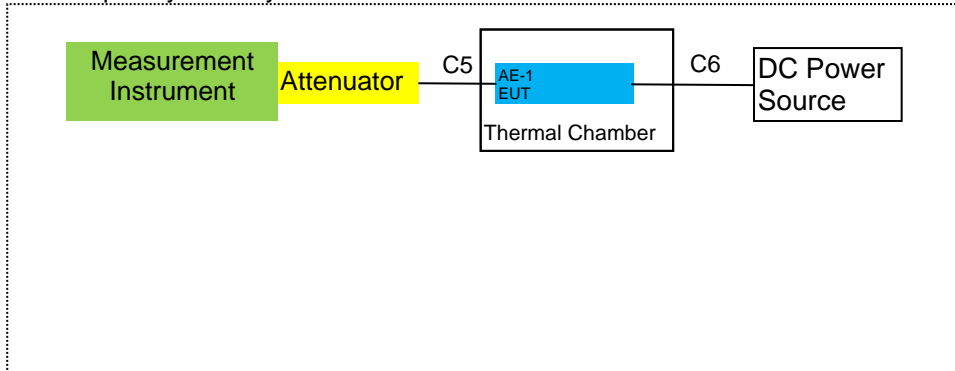 Measurement
Instrument
Attenuator
C5
AE-1
EUT
Thermal Chamber
C6
DC Power
Source